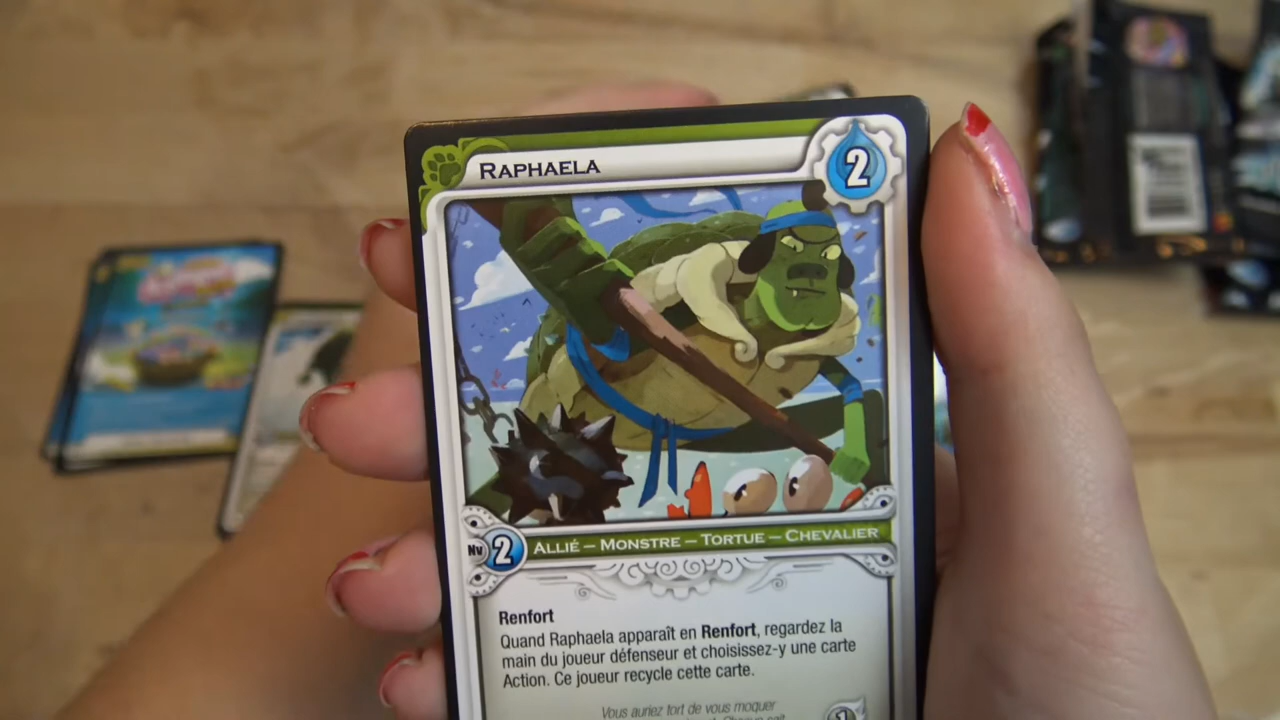 RAPHAELA
2
Nv 2 ALLIÉ – MONSTRE – TORTUE – CHEVALIER
Renfort
Quand Raphaela apparaît en Renfort, regardez la
main du joueur défenseur et choisissez-y une carte
Action. Ce joueur recycle cette carte.
Vous auriez tort de vous moquer